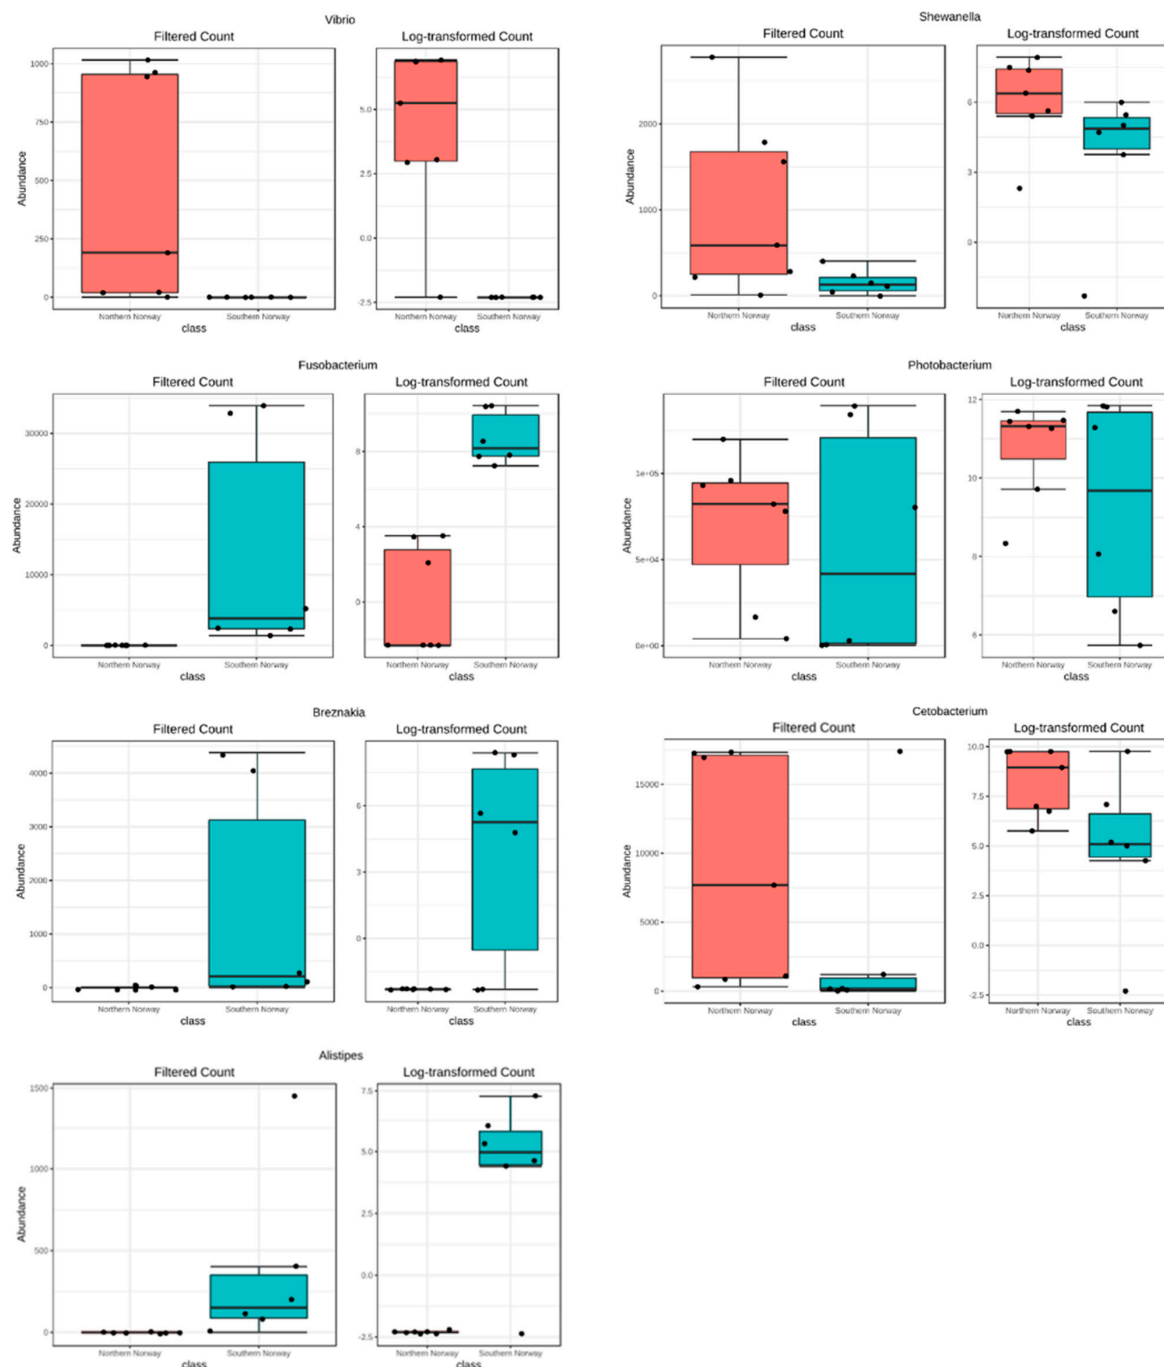 Vibrio
Filtered Count
Log-transformed Count
Abundance
1000
750
500
250
0
5.0
2.5
0.0
-2.5
Northern Norway
Southern Norway
Northern Norway
Southern Norway
class
class
Shewanella
Filtered Count
Log-transformed Count
Abundance
2000
1000
0
6
3
0
Northern Norway
Southern Norway
Northern Norway
Southern Norway
class
class
Fusobacterium
Filtered Count
Log-transformed Count
Abundance
30000
20000
10000
0
8
4
0
Northern Norway
Southern Norway
Northern Norway
Southern Norway
class
class
Photobacterium
Filtered Count
Log-transformed Count
Abundance
1e+05
5e+04
0e+00
12
10
8
6
Northern Norway
Southern Norway
Northern Norway
Southern Norway
class
class
Breznakia
Filtered Count
Log-transformed Count
Abundance
4000
3000
2000
1000
0
6
3
0
Northern Norway
Southern Norway
Northern Norway
Southern Norway
class
class
Cetobacterium
Filtered Count
Log-transformed Count
Abundance
15000
10000
5000
0
10.0
7.5
5.0
2.5
0.0
-2.5
Northern Norway
Southern Norway
Northern Norway
Southern Norway
class
class
Alistipes
Filtered Count
Log-transformed Count
Abundance
1500
1000
500
0
7.5
5.0
2.5
0.0
-2.5
Northern Norway
Southern Norway
Northern Norway
Southern Norway
class
class